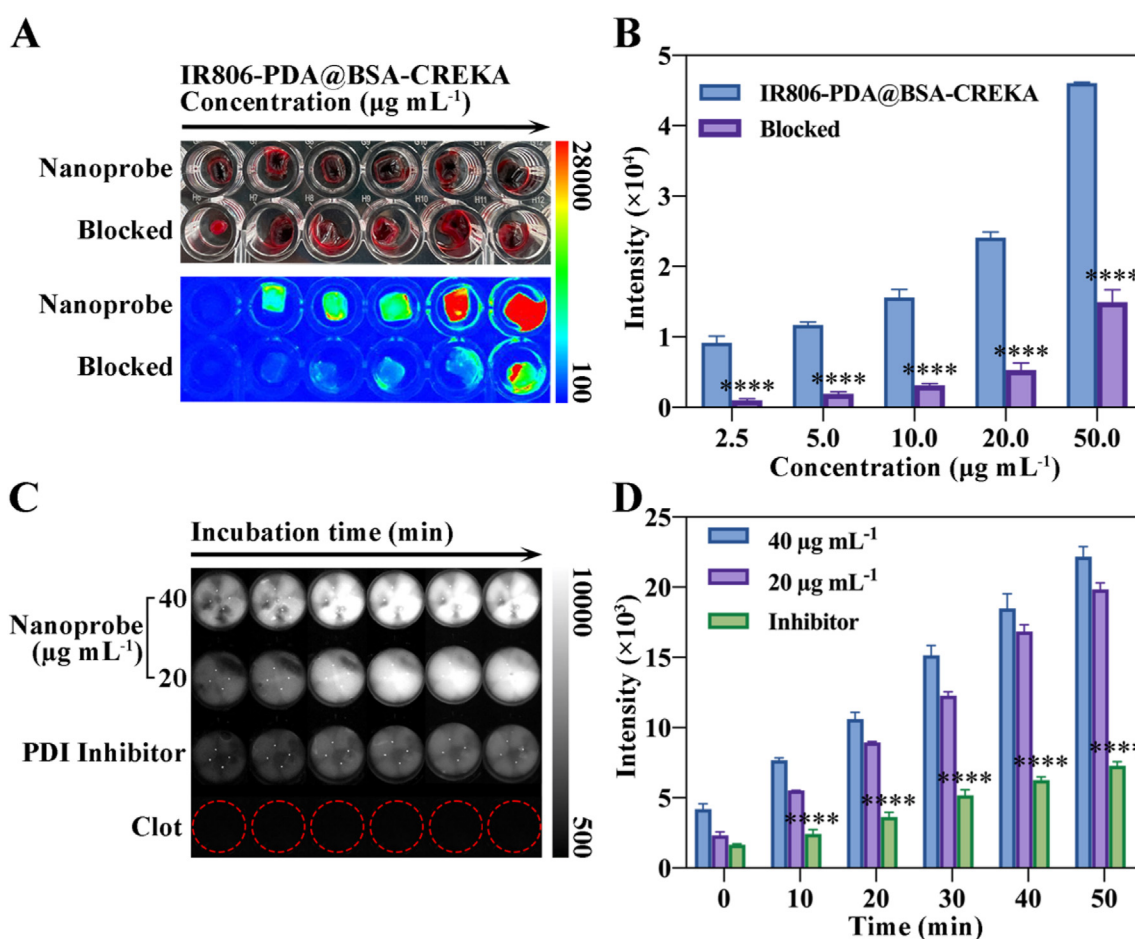 A
IR806-PDA@BSA-CREKA
Concentration (μg mL-1)
Nanoprobe
Blocked
Nanoprobe
Blocked
28000
100
B
5
4
3
2
1
0
Intensity (×10⁴)
IR806-PDA@BSA-CREKA
Blocked
****
****
****
****
****
2.5 5.0 10.0 20.0 50.0
Concentration (μg mL-1)
C
Incubation time (min)
Nanoprobe
(μg mL-1)
40
20
PDI Inhibitor
Clot
10000
500
D
25
20
15
10
5
0
Intensity (×10³)
40 μg mL-1
20 μg mL-1
Inhibitor
****
****
****
****
****
0 10 20 30 40 50
Time (min)